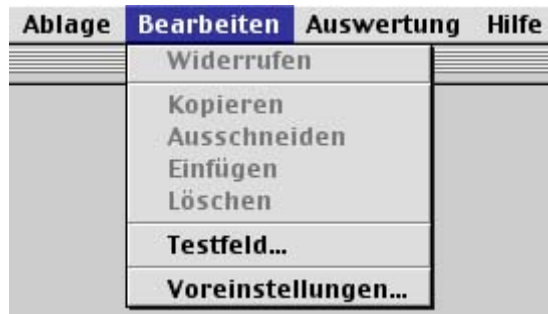 Ablage Bearbeiten Auswertung Hilfe
Widerrufen
Kopieren
Ausschneiden
Einfügen
Löschen
Testfeld...
Voreinstellungen...